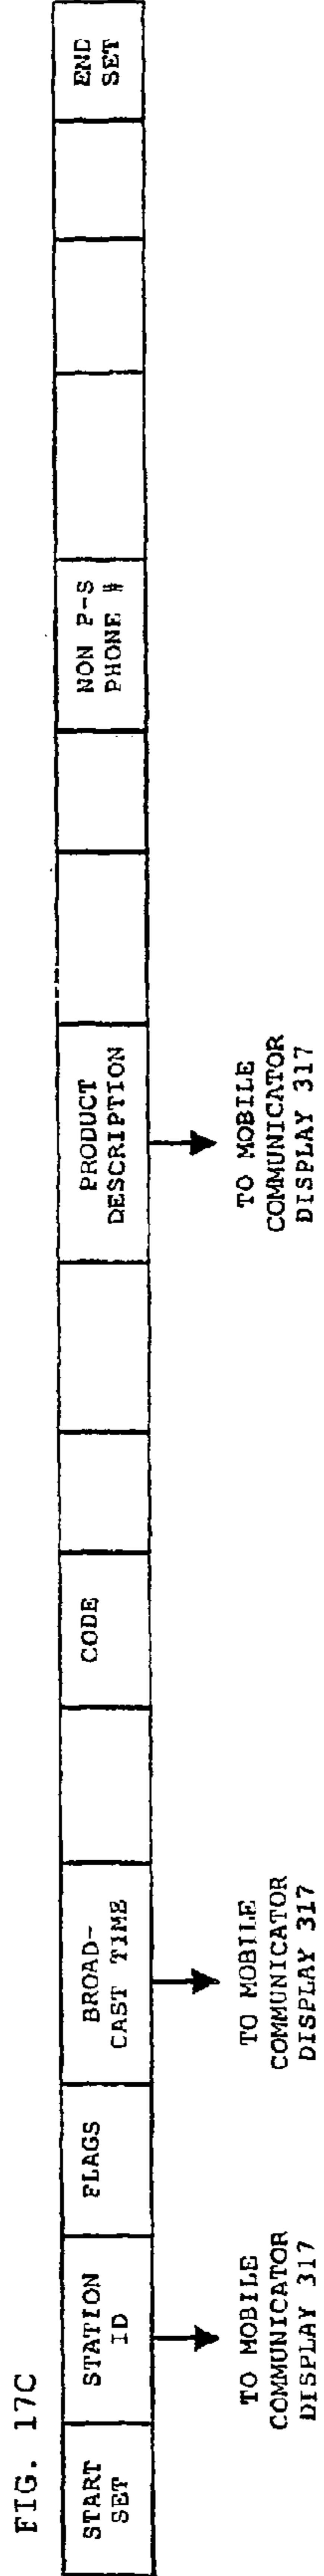 FIG. 17C
START
SET
STATION
ID
FLAGS
BROAD-
CAST TIME
CODE
PRODUCT
DESCRIPTION
NON P-S
PHONE #
END
SET
TO MOBILE
COMMUNICATOR
DISPLAY 317
TO MOBILE
COMMUNICATOR
DISPLAY 317
TO MOBILE
COMMUNICATOR
DISPLAY 317